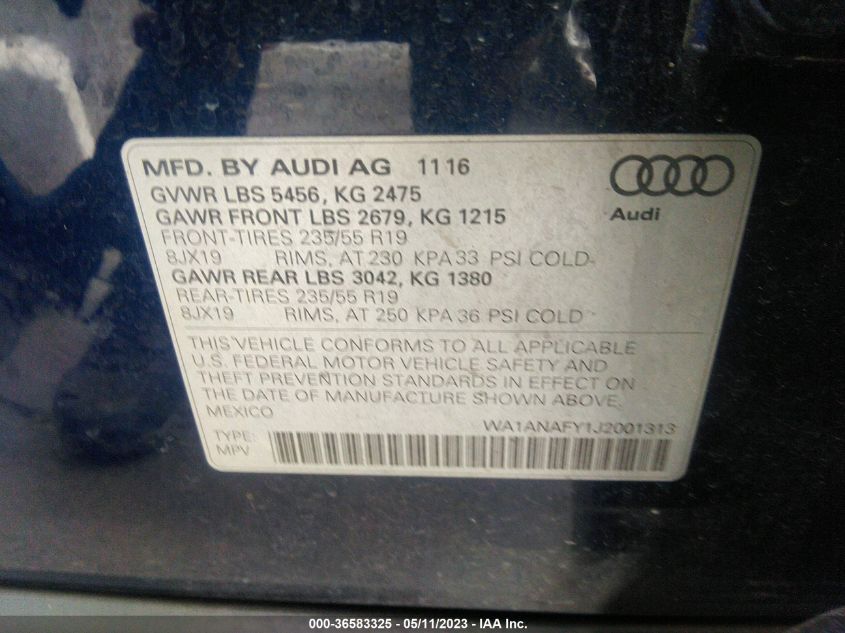 MFD. BY AUDI AG 11 16
GVWR LBS 5456, KG 2475
GAWR FRONT LBS 2679, KG 1215
FRONT-TIRES 235/55 R19
8JX19 RIMS, AT 230 KPA 33 PSI COLD
GAWR REAR LBS 3042, KG 1380
REAR-TIRES 235/55 R19
8JX19 RIMS, AT 250 KPA 36 PSI COLD
Audi
THIS VEHICLE CONFORMS TO ALL APPLICABLE
U.S. FEDERAL MOTOR VEHICLE SAFETY AND
THEFT PREVENTION STANDARDS IN EFFECT ON
THE DATE OF MANUFACTURE SHOWN ABOVE.
MEXICO
WA1ANAFY1J2001313
TYPE:
MPV
000-36583325 - 05/11/2023 - IAA Inc.